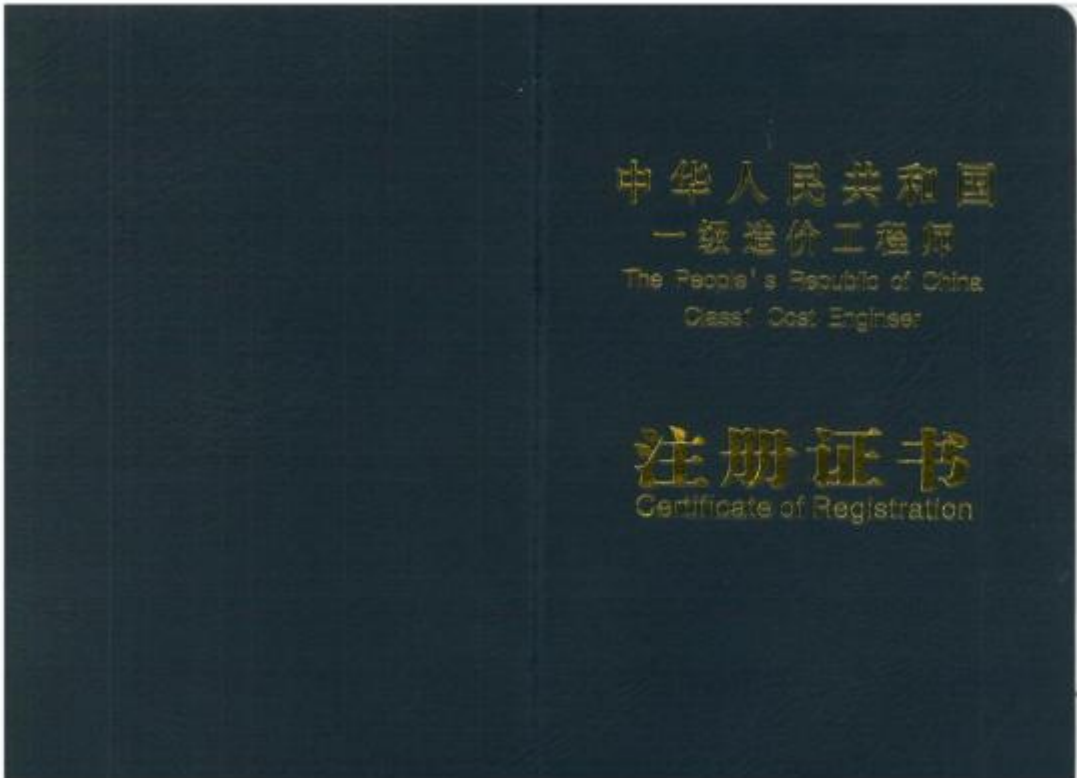 中华人民共和国
一级造价工程师
The People's Republic of China
Class1 Cost Engineer
注册证书
Certificate of Registration